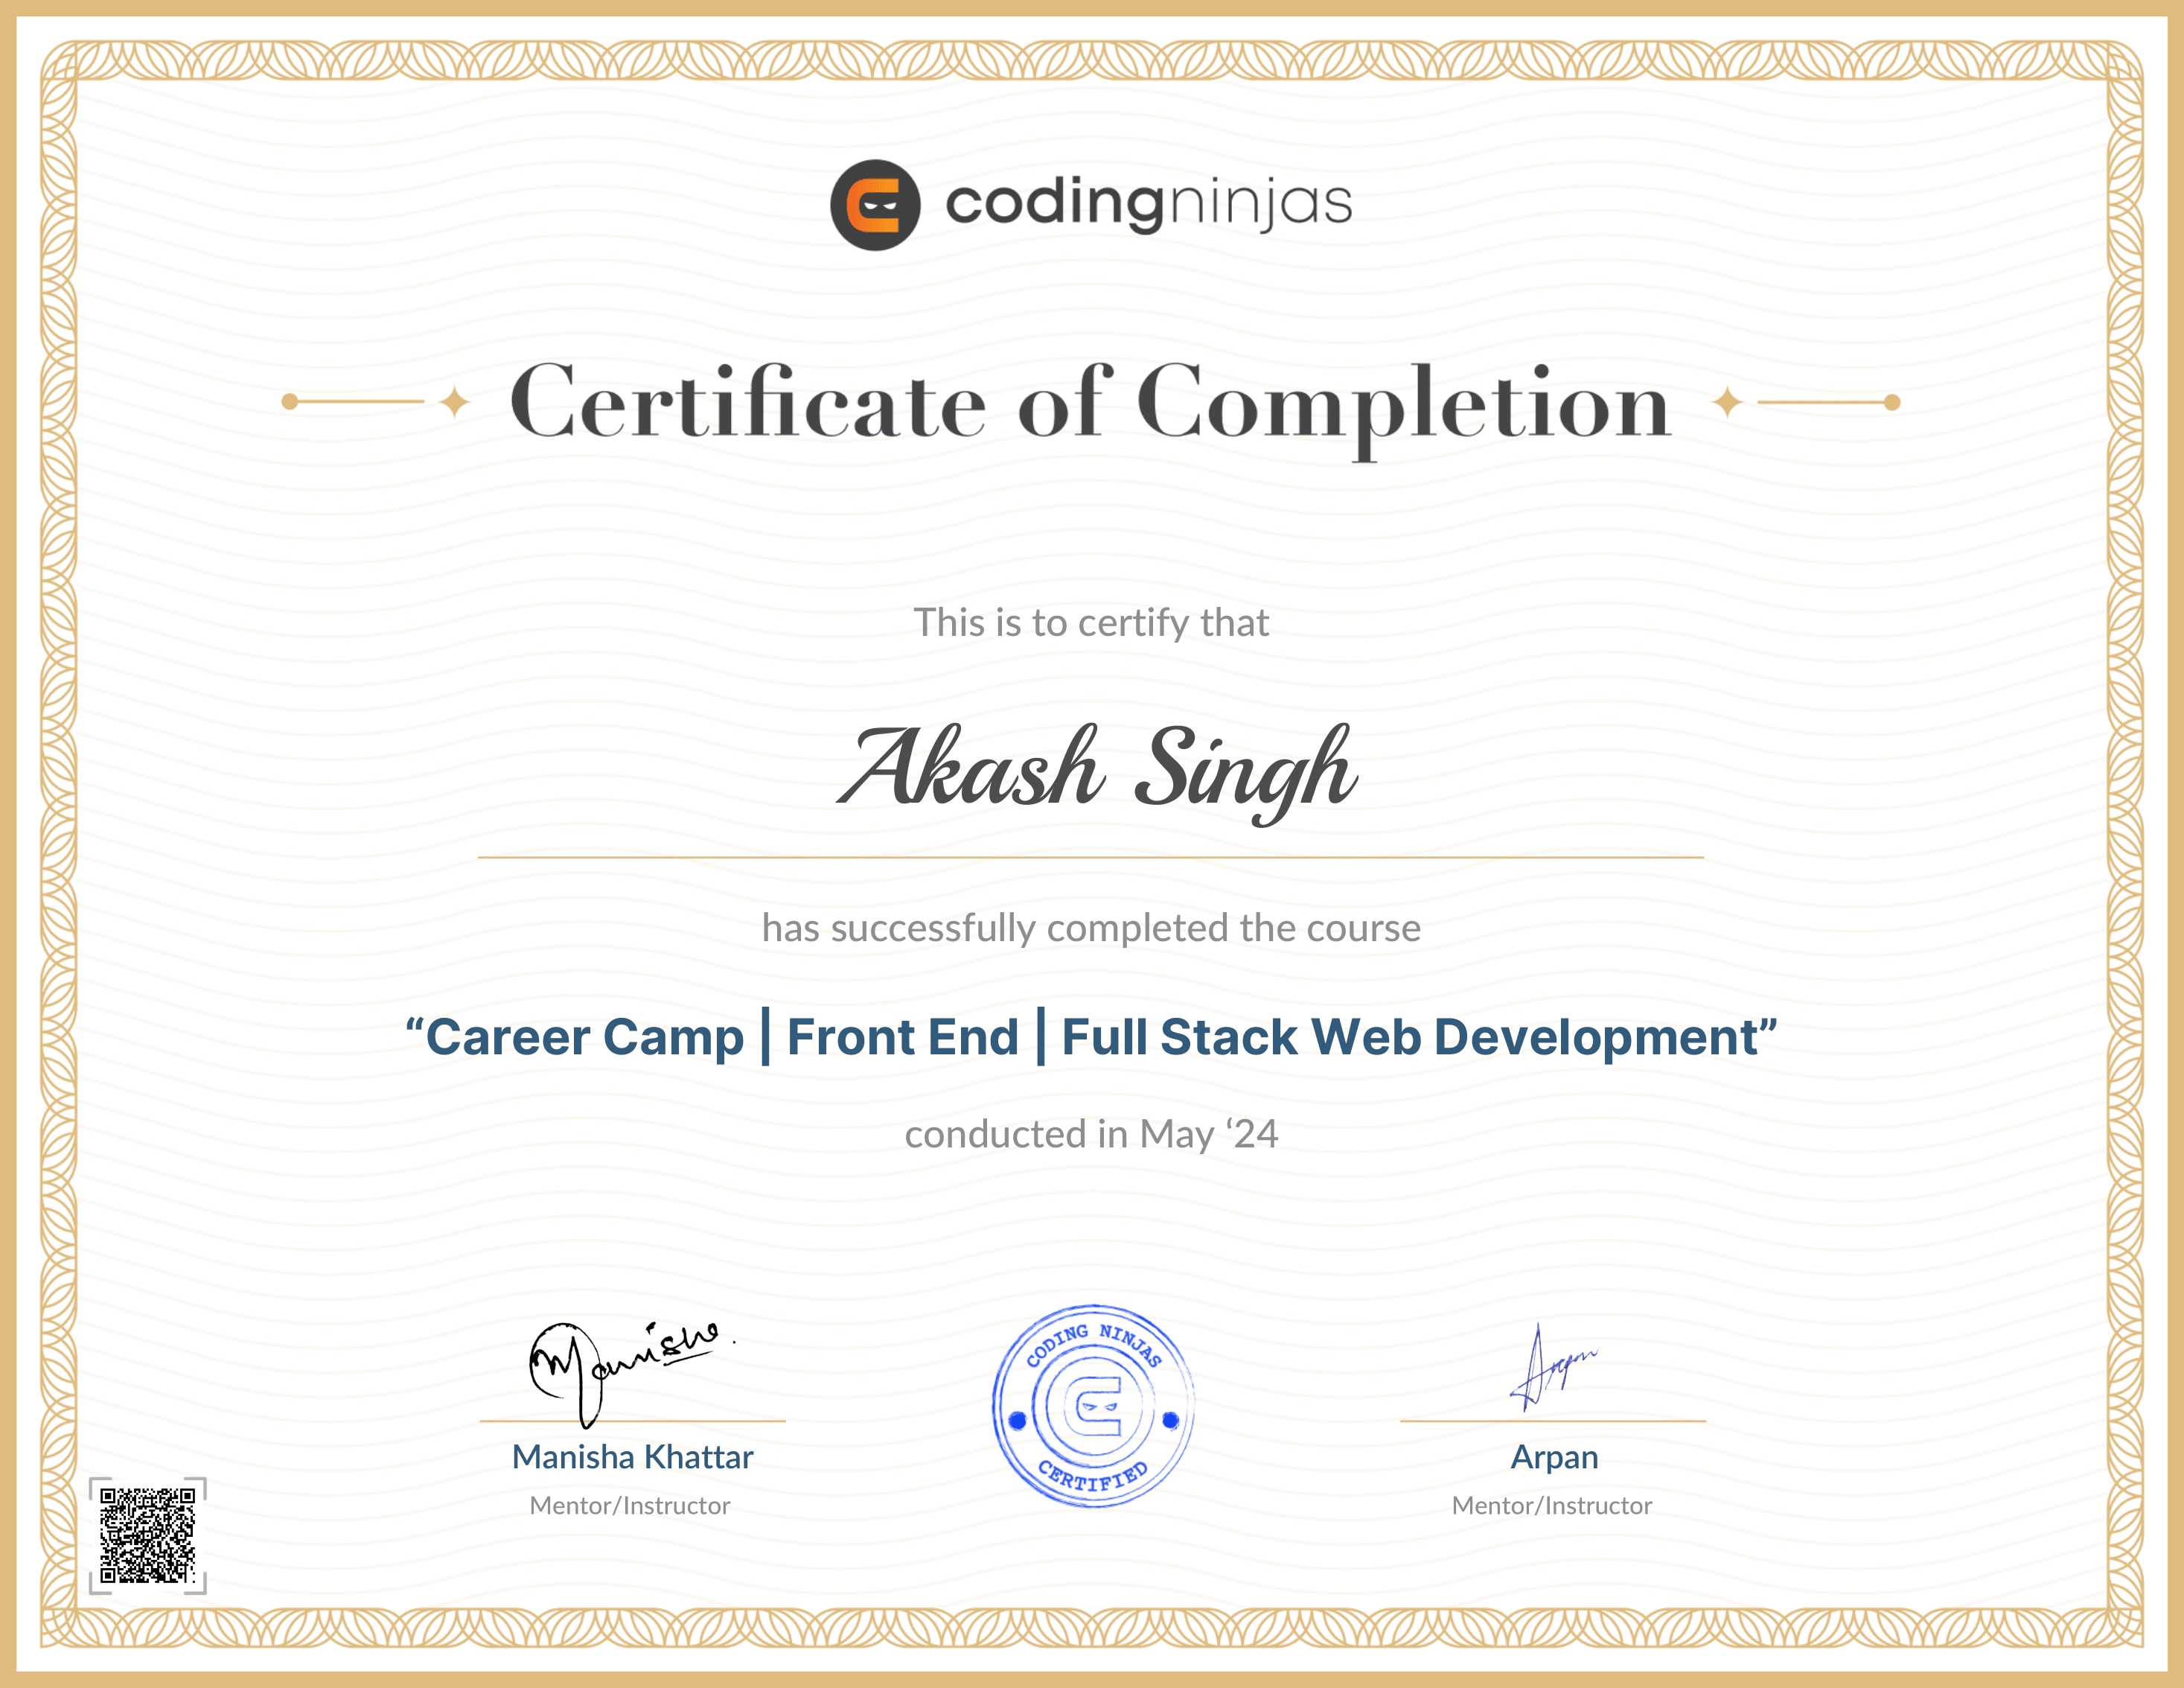 codingninjas
Certificate of Completion
This is to certify that
Akash Singh
has successfully completed the course
“Career Camp | Front End | Full Stack Web Development”
conducted in May ‘24
Manishe.
Arpan
CODING NINJAS
CERTIFIED
Manisha Khattar
Arpan
Mentor/Instructor
Mentor/Instructor